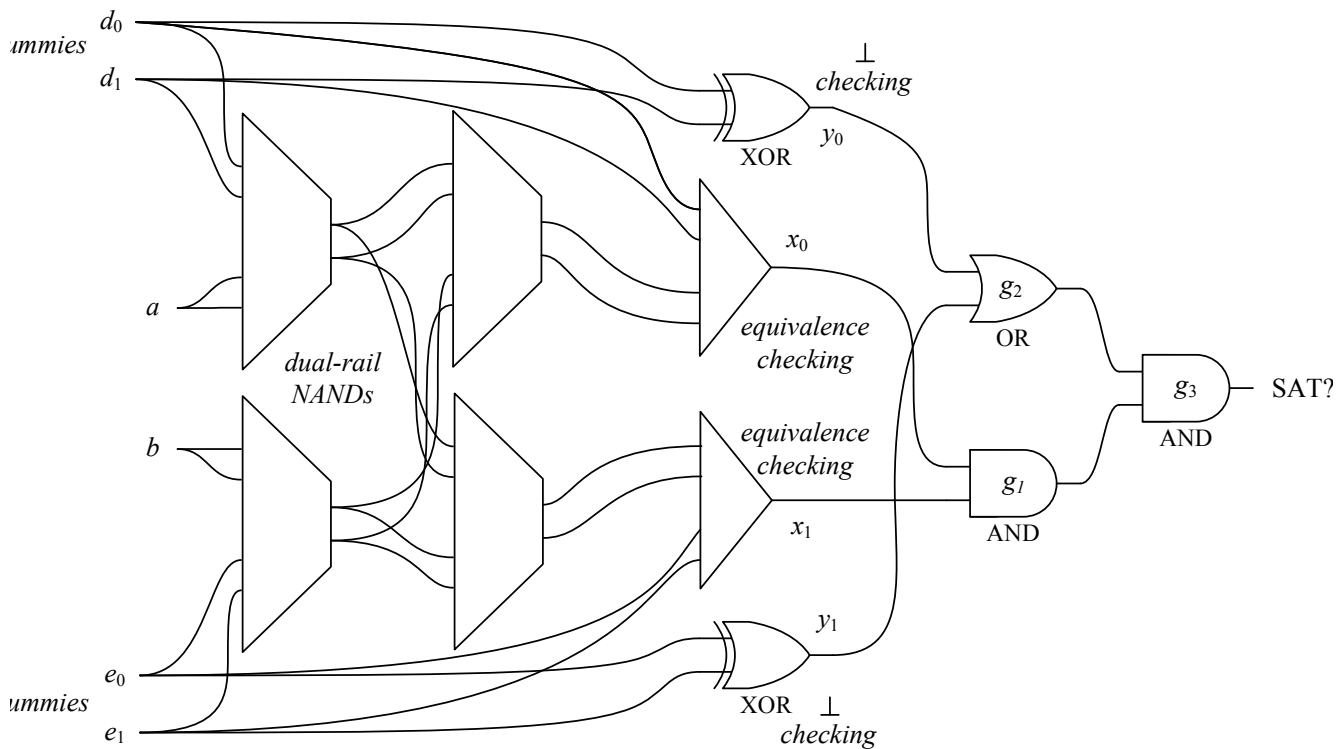 d₀
ummies
⊥
checking
d₁
y₀
XOR
x₀
g₂
a
equivalence
checking
OR
dual-rail
NANDs
g₃
SAT?
AND
equivalence
checking
b
g₁
AND
x₁
y₁
e₀
XOR
⊥
checking
ummies
e₁